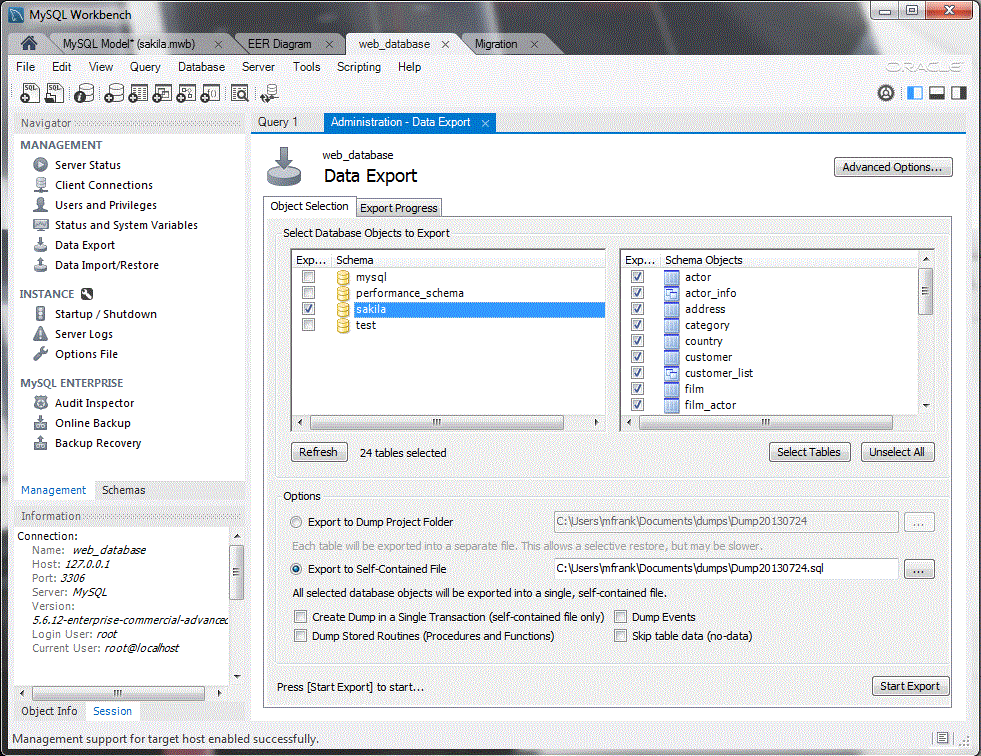 MySQL Workbench
MySQL Model* (sakila.mwb)
EER Diagram
web_database
Migration
File Edit View Query Database Server Tools Scripting Help
ORACLE
Navigator
MANAGEMENT
Server Status
Client Connections
Users and Privileges
Status and System Variables
Data Export
Data Import/Restore
INSTANCE
Startup / Shutdown
Server Logs
Options File
MySQL ENTERPRISE
Audit Inspector
Online Backup
Backup Recovery
Management Schemas
Information
Connection:
Name: web_database
Host: 127.0.0.1
Port: 3306
Server: MySQL
Version:
5.6.12-enterprise-commercial-advanced
Login User: root
Current User: root@localhost
Object Info Session
Query 1
Administration - Data Export
web_database
Data Export
Advanced Options...
Object Selection
Export Progress
Select Database Objects to Export
Exp... Schema
mysql
performance_schema
sakila
test
Exp... Schema Objects
actor
actor_info
address
category
country
customer
customer_list
film
film_actor
Refresh
24 tables selected
Select Tables
Unselect All
Options
Export to Dump Project Folder
C:\Users\mfrank\Documents\dumps\Dump20130724
...
Each table will be exported into a separate file. This allows a selective restore, but may be slower.
Export to Self-Contained File
C:\Users\mfrank\Documents\dumps\Dump20130724.sql
...
All selected database objects will be exported into a single, self-contained file.
Create Dump in a Single Transaction (self-contained file only)
Dump Events
Dump Stored Routines (Procedures and Functions)
Skip table data (no-data)
Press [Start Export] to start...
Start Export
Management support for target host enabled successfully.